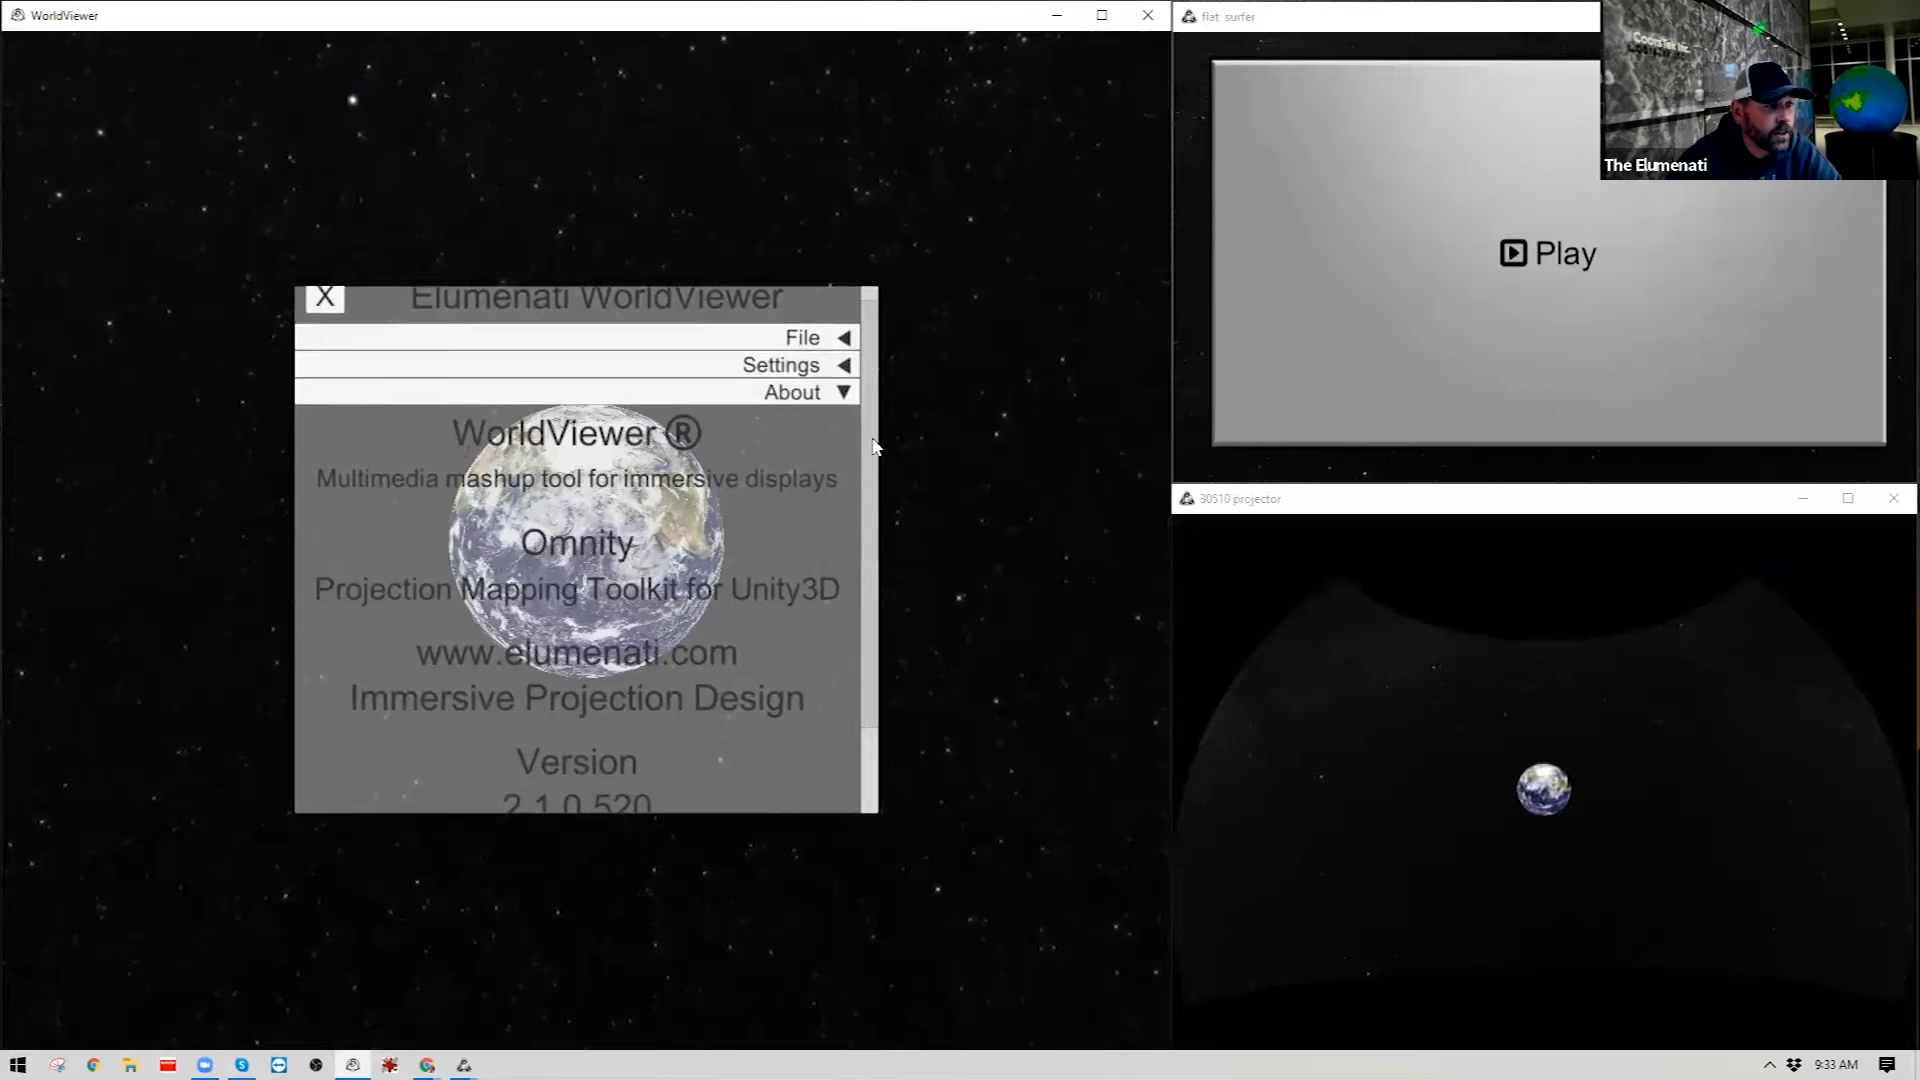 WorldViewer
X
Elumenati WorldViewer
File
Settings
About
WorldViewer ®
Multimedia mashup tool for immersive displays
Omnity
Projection Mapping Toolkit for Unity3D
www.elumenati.com
Immersive Projection Design
Version
2.1.0.520
flat surfer
Play
CoorsTek Inc.
The Elumenati
30510 projector
9:33 AM